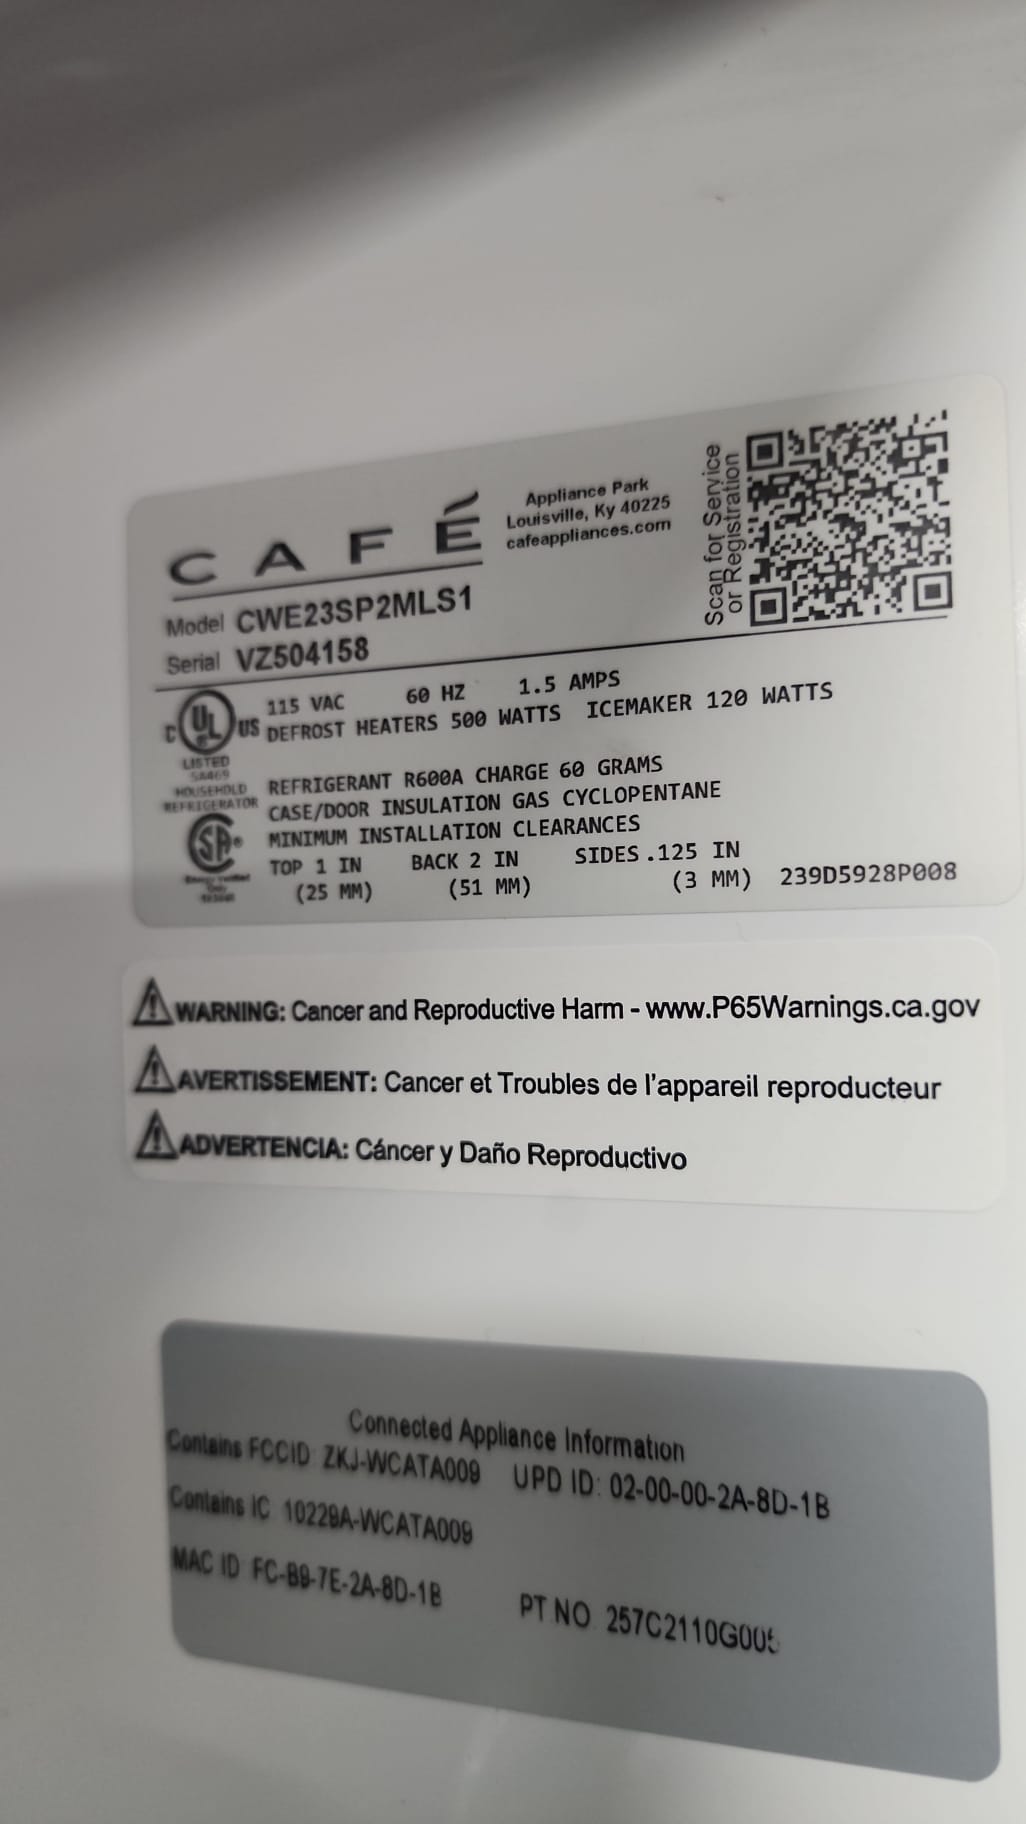 CAFÉ
Appliance Park
Louisville, Ky 40225
cafeappliances.com
Scan for Service
or Registration
Model CWE23SP2MLS1
Serial VZ504158
C UL US
LISTED
5A469
HOUSEHOLD
REFRIGERATOR
115 VAC 60 HZ 1.5 AMPS
DEFROST HEATERS 500 WATTS ICEMAKER 120 WATTS
REFRIGERANT R600A CHARGE 60 GRAMS
CASE/DOOR INSULATION GAS CYCLOPENTANE
MINIMUM INSTALLATION CLEARANCES
TOP 1 IN BACK 2 IN SIDES .125 IN
(25 MM) (51 MM) (3 MM) 239D5928P008
SA
Energy Verified
WARNING: Cancer and Reproductive Harm - www.P65Warnings.ca.gov
AVERTISSEMENT: Cancer et Troubles de l'appareil reproducteur
ADVERTENCIA: Cáncer y Daño Reproductivo
Connected Appliance Information
Contains FCCID: ZKJ-WCATA009 UPD ID: 02-00-00-2A-8D-1B
Contains IC 10229A-WCATA009
MAC ID FC-B9-7E-2A-8D-1B
PT.NO. 257C2110G005